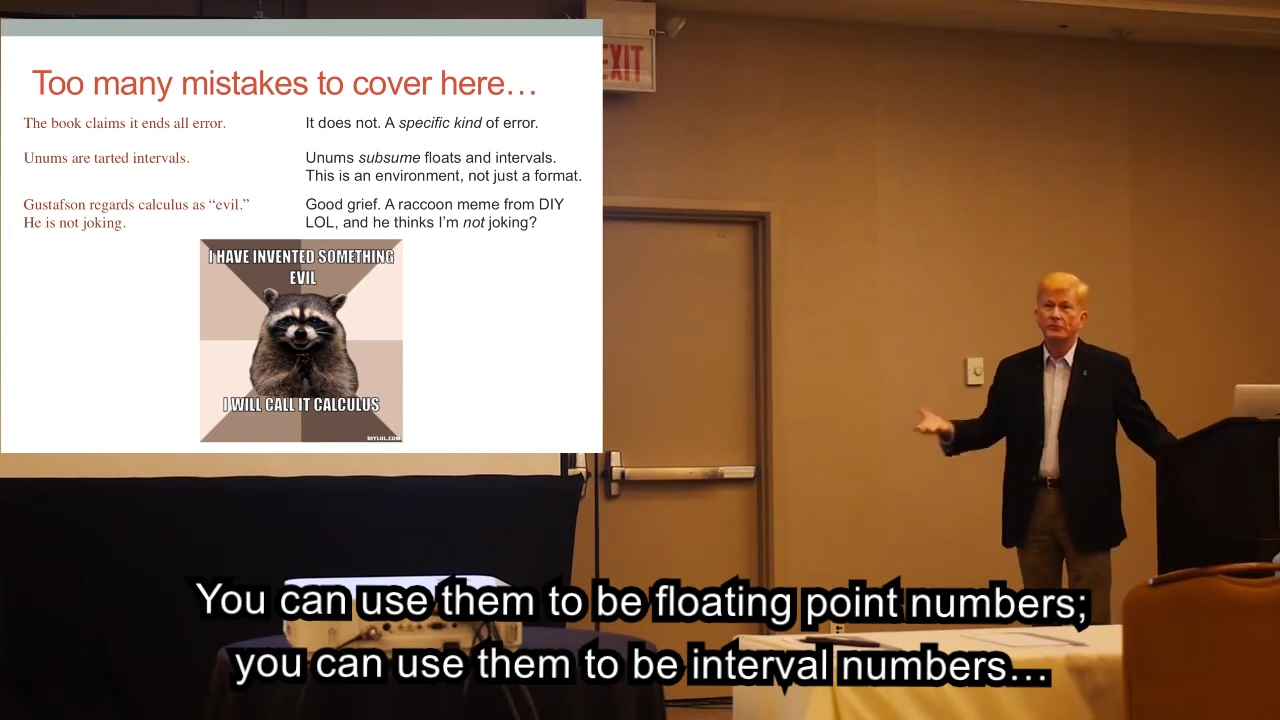 Too many mistakes to cover here…
The book claims it ends all error.
It does not. A specific kind of error.
Unums are tarted intervals.
Unums subsume floats and intervals.
This is an environment, not just a format.
Gustafson regards calculus as “evil.”
He is not joking.
Good grief. A raccoon meme from DIY
LOL, and he thinks I’m not joking?
I HAVE INVENTED SOMETHING
EVIL
I WILL CALL IT CALCULUS
DIYLOL.COM
EXIT
You can use them to be floating point numbers;
you can use them to be interval numbers…